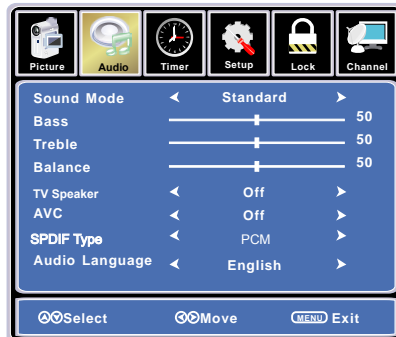 Picture Audio Timer Setup Lock Channel
Sound Mode Standard
Bass 50
Treble 50
Balance 50
TV Speaker Off
AVC Off
SPDIF Type PCM
Audio Language English
Select Move MENU Exit